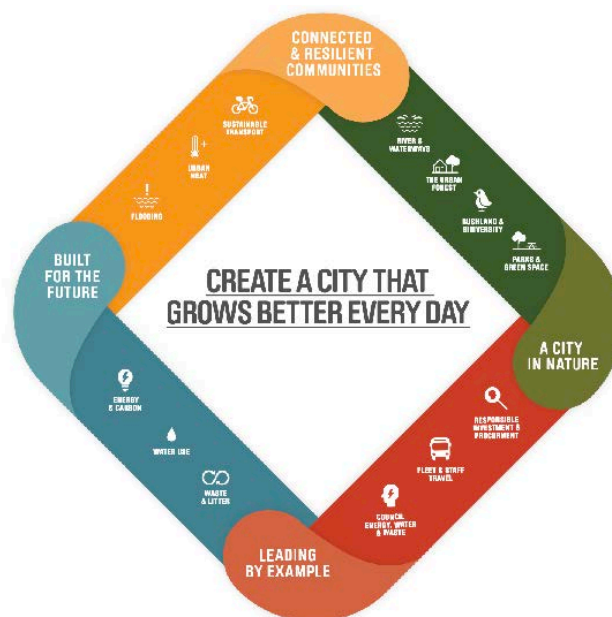 CONNECTED
& RESILIENT
COMMUNITIES
SUSTAINABLE
TRANSPORT
URBAN
HEAT
FLOODING
RIVER &
WATERWAYS
THE URBAN
FOREST
BUSHLAND &
BIODIVERSITY
PARKS &
GREEN SPACE
BUILT
FOR THE
FUTURE
CREATE A CITY THAT
GROWS BETTER EVERY DAY
A CITY
IN NATURE
ENERGY
& CARBON
WATER USE
WASTE
& LITTER
RESPONSIBLE
INVESTMENT &
PROCURMENT
FLEET & STAFF
TRAVEL
COUNCIL
ENERGY, WATER
& WASTE
LEADING
BY EXAMPLE